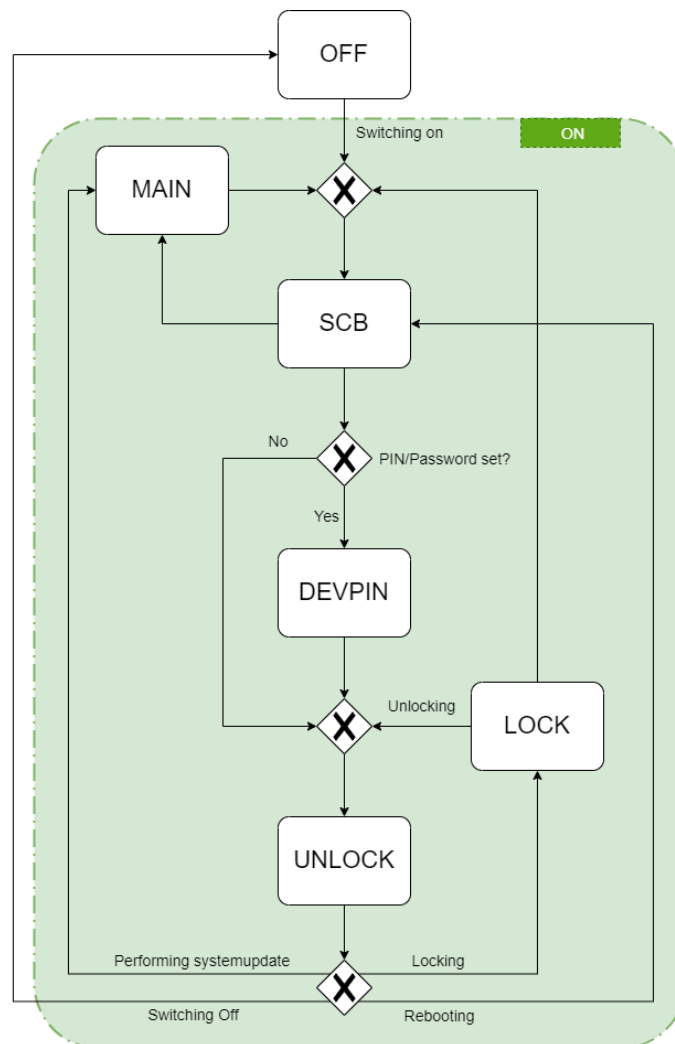 OFF
Switching on
ON
MAIN
SCB
No
PIN/Password set?
Yes
DEVPIN
Unlocking
LOCK
UNLOCK
Performing systemupdate
Locking
Switching Off
Rebooting